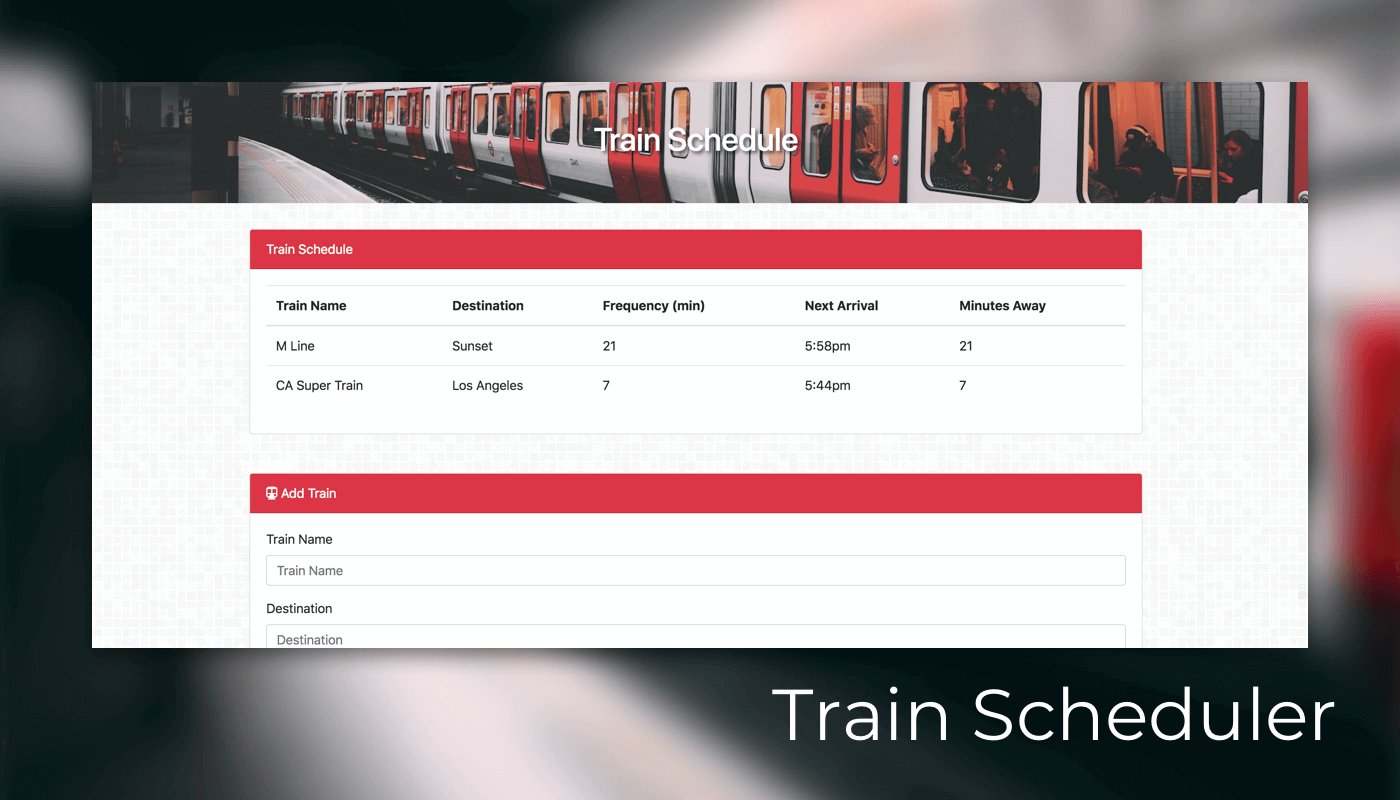 Train Schedule
Train Schedule
Train Name Destination Frequency (min) Next Arrival Minutes Away
M Line Sunset 21 5:58pm 21
CA Super Train Los Angeles 7 5:44pm 7
Add Train
Train Name
Train Name
Destination
Destination
Train Scheduler